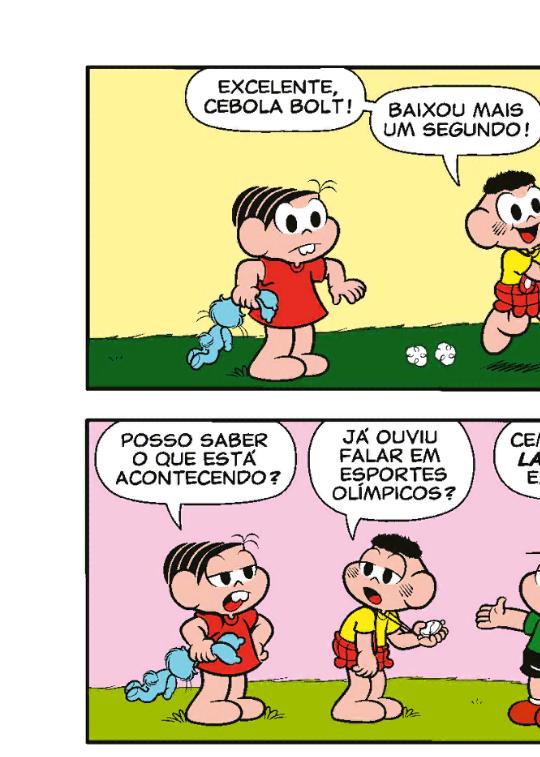 EXCELENTE,
CEBOLA BOLT!
BAIXOU MAIS
UM SEGUNDO!
POSSO SABER
O QUE ESTÁ
ACONTECENDO?
JÁ OUVIU
FALAR EM
ESPORTES
OLÍMPICOS?